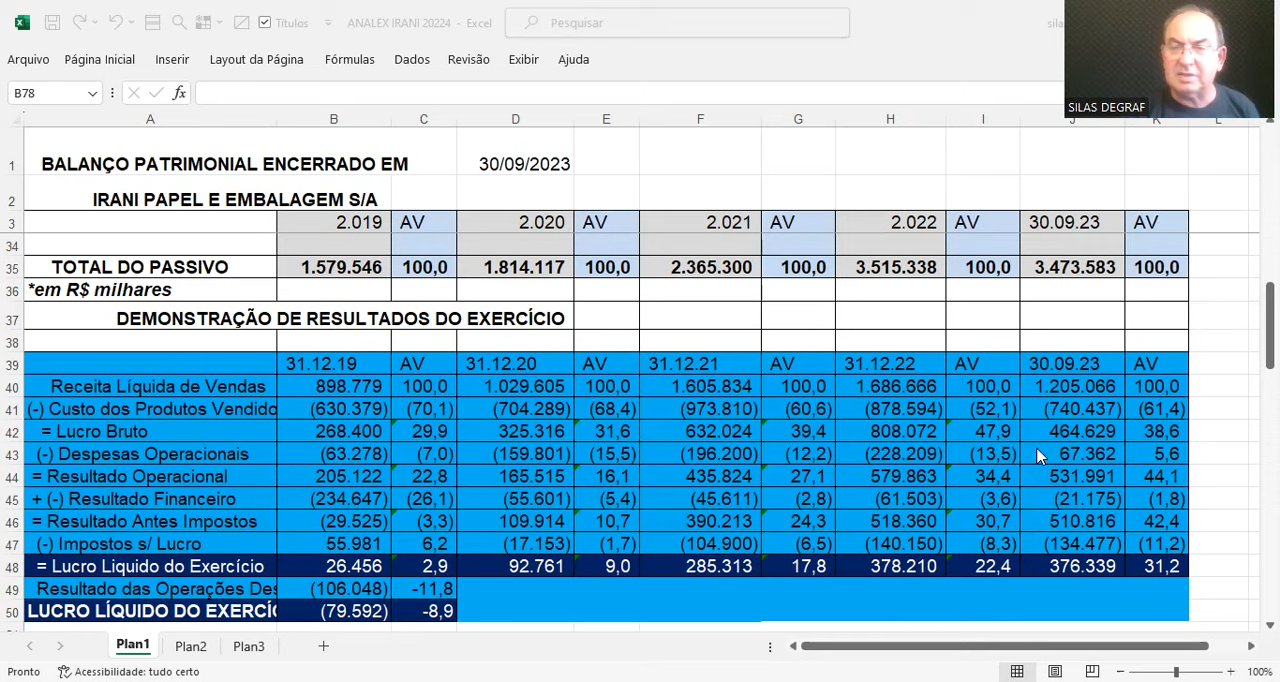 Títulos ANALEX IRANI 20224 - Excel Pesquisar silas
Arquivo Página Inicial Inserir Layout da Página Fórmulas Dados Revisão Exibir Ajuda
B78 fx
SILAS DEGRAF
A B C D E F G H I J K L
1 BALANÇO PATRIMONIAL ENCERRADO EM 30/09/2023
2 IRANI PAPEL E EMBALAGEM S/A
3 2.019 AV 2.020 AV 2.021 AV 2.022 AV 30.09.23 AV
34
35 TOTAL DO PASSIVO 1.579.546 100,0 1.814.117 100,0 2.365.300 100,0 3.515.338 100,0 3.473.583 100,0
36 *em R$ milhares
37 DEMONSTRAÇÃO DE RESULTADOS DO EXERCÍCIO
38
39 31.12.19 AV 31.12.20 AV 31.12.21 AV 31.12.22 AV 30.09.23 AV
40 Receita Líquida de Vendas 898.779 100,0 1.029.605 100,0 1.605.834 100,0 1.686.666 100,0 1.205.066 100,0
41 (-) Custo dos Produtos Vendido (630.379) (70,1) (704.289) (68,4) (973.810) (60,6) (878.594) (52,1) (740.437) (61,4)
42 = Lucro Bruto 268.400 29,9 325.316 31,6 632.024 39,4 808.072 47,9 464.629 38,6
43 (-) Despesas Operacionais (63.278) (7,0) (159.801) (15,5) (196.200) (12,2) (228.209) (13,5) 67.362 5,6
44 = Resultado Operacional 205.122 22,8 165.515 16,1 435.824 27,1 579.863 34,4 531.991 44,1
45 + (-) Resultado Financeiro (234.647) (26,1) (55.601) (5,4) (45.611) (2,8) (61.503) (3,6) (21.175) (1,8)
46 = Resultado Antes Impostos (29.525) (3,3) 109.914 10,7 390.213 24,3 518.360 30,7 510.816 42,4
47 (-) Impostos s/ Lucro 55.981 6,2 (17.153) (1,7) (104.900) (6,5) (140.150) (8,3) (134.477) (11,2)
48 = Lucro Liquido do Exercício 26.456 2,9 92.761 9,0 285.313 17,8 378.210 22,4 376.339 31,2
49 Resultado das Operações Des (106.048) -11,8
50 LUCRO LÍQUIDO DO EXERCÍC (79.592) -8,9
Plan1 Plan2 Plan3
Pronto Acessibilidade: tudo certo 100%